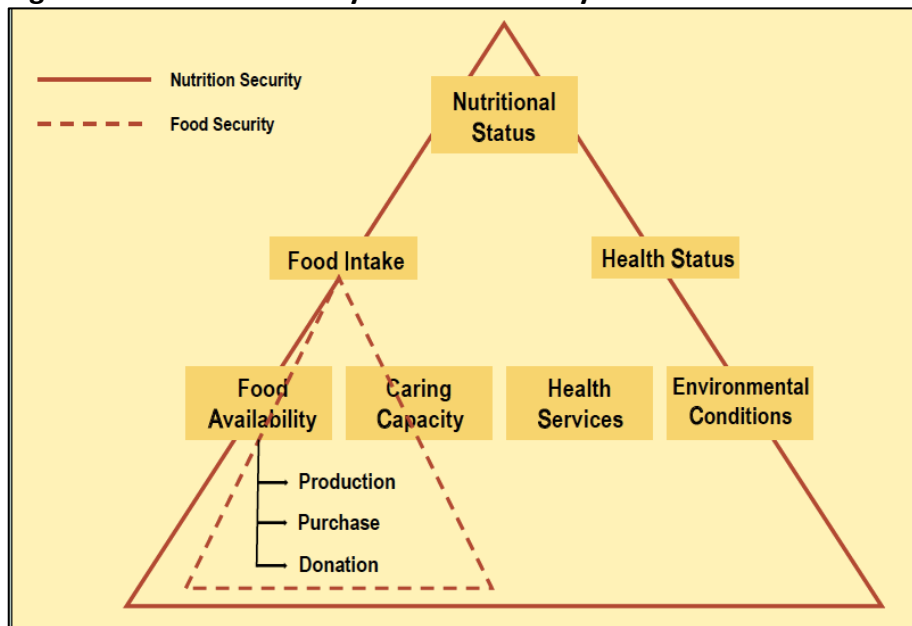 Nutrition Security
Food Security
Nutritional
Status
Food Intake
Health Status
Food
Availability
Caring
Capacity
Health
Services
Environmental
Conditions
Production
Purchase
Donation